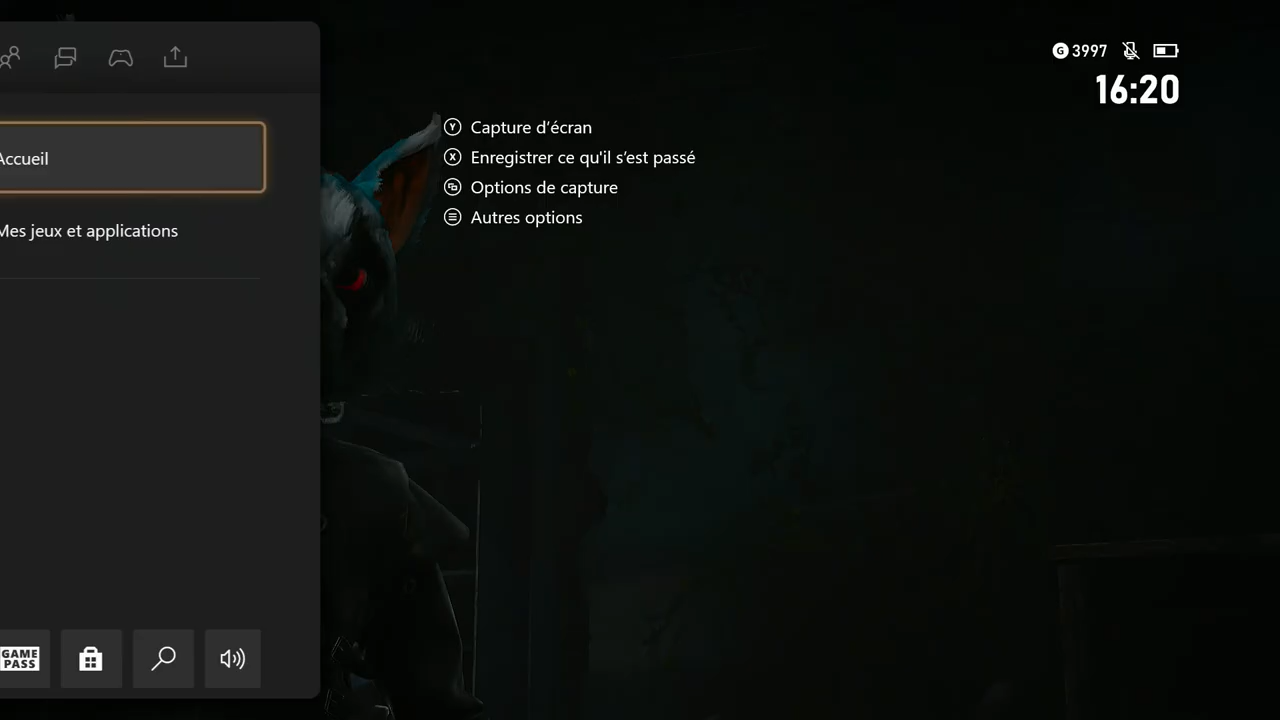 G 3997
16:20
Accueil
Mes jeux et applications
Y Capture d’écran
X Enregistrer ce qu'il s’est passé
Options de capture
Autres options
GAME
PASS